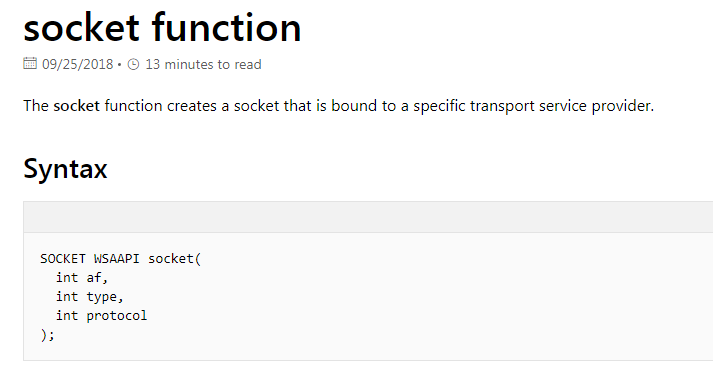 socket function
09/25/2018 • 13 minutes to read
The socket function creates a socket that is bound to a specific transport service provider.
Syntax
SOCKET WSAAPI socket(
  int af,
  int type,
  int protocol
);